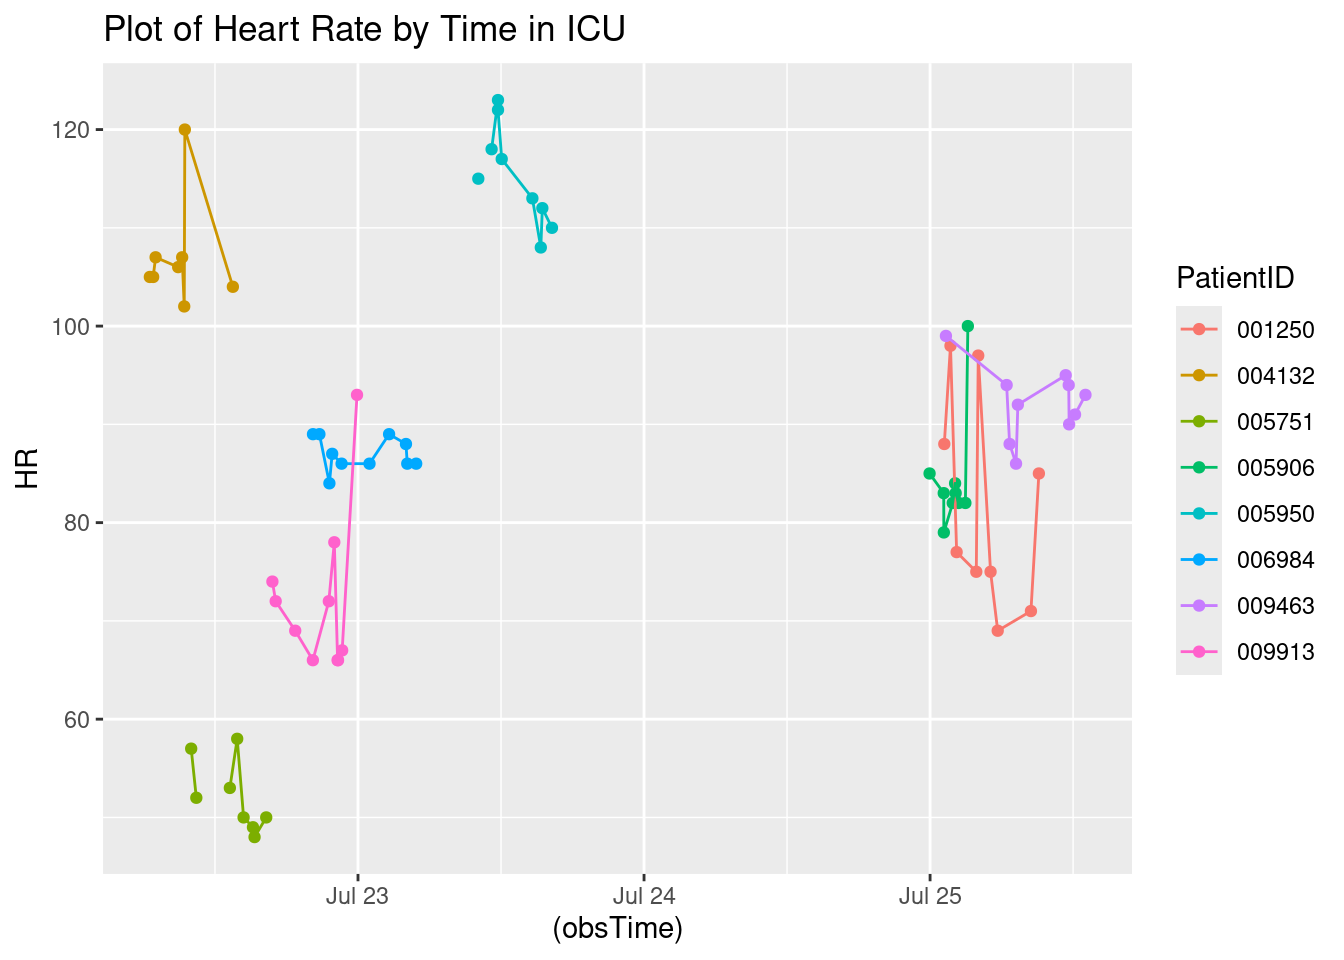 Plot of Heart Rate by Time in ICU
120
100
80
60
HR
Jul 23
Jul 24
Jul 25
(obsTime)
PatientID
001250
004132
005751
005906
005950
006984
009463
009913